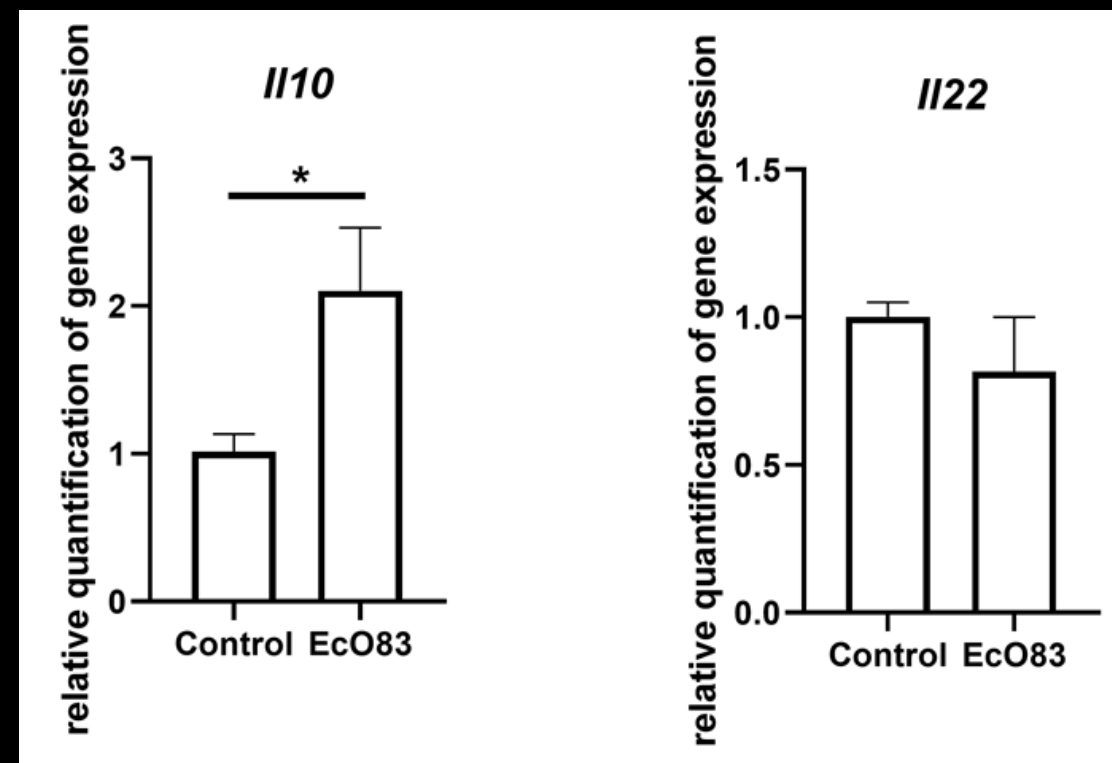 Il10
relative quantification of gene expression
3
2
1
0
*
Control EcO83
Il22
relative quantification of gene expression
1.5
1.0
0.5
0.0
Control EcO83